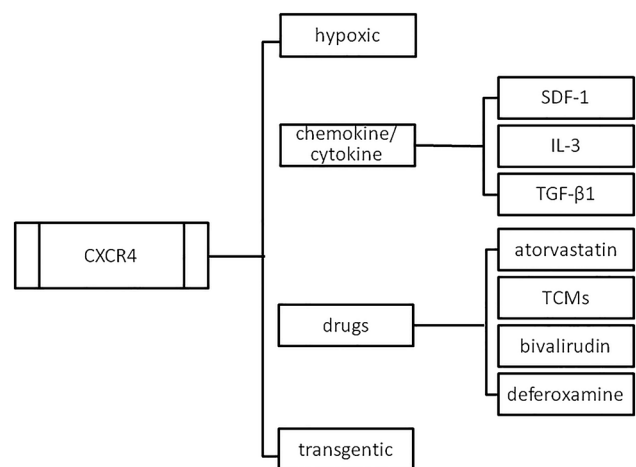 hypoxic
chemokine/
cytokine
SDF-1
IL-3
TGF-β1
CXCR4
drugs
atorvastatin
TCMs
bivalirudin
deferoxamine
transgentic